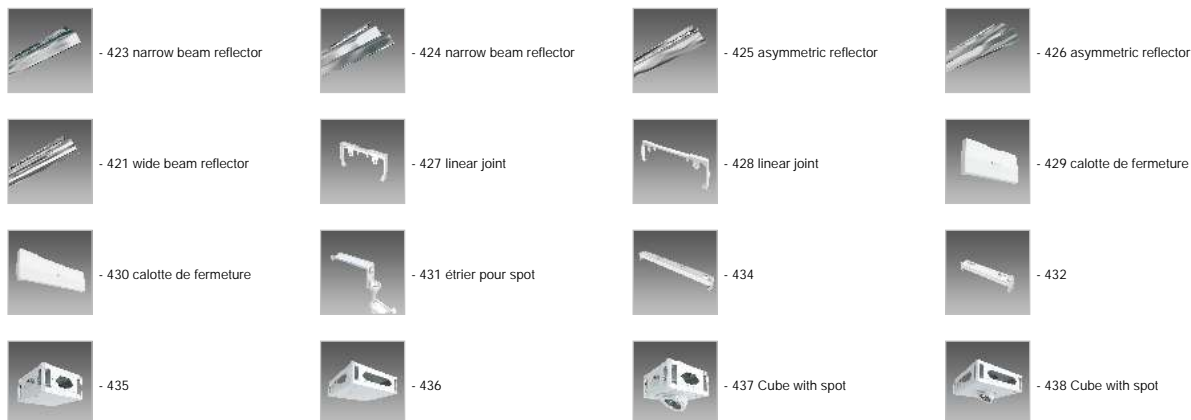 - 423 narrow beam reflector
- 424 narrow beam reflector
- 425 asymmetric reflector
- 426 asymmetric reflector
- 421 wide beam reflector
- 427 linear joint
- 428 linear joint
- 429 calotte de fermeture
- 430 calotte de fermeture
- 431 étrier pour spot
- 434
- 432
- 435
- 436
- 437 Cube with spot
- 438 Cube with spot